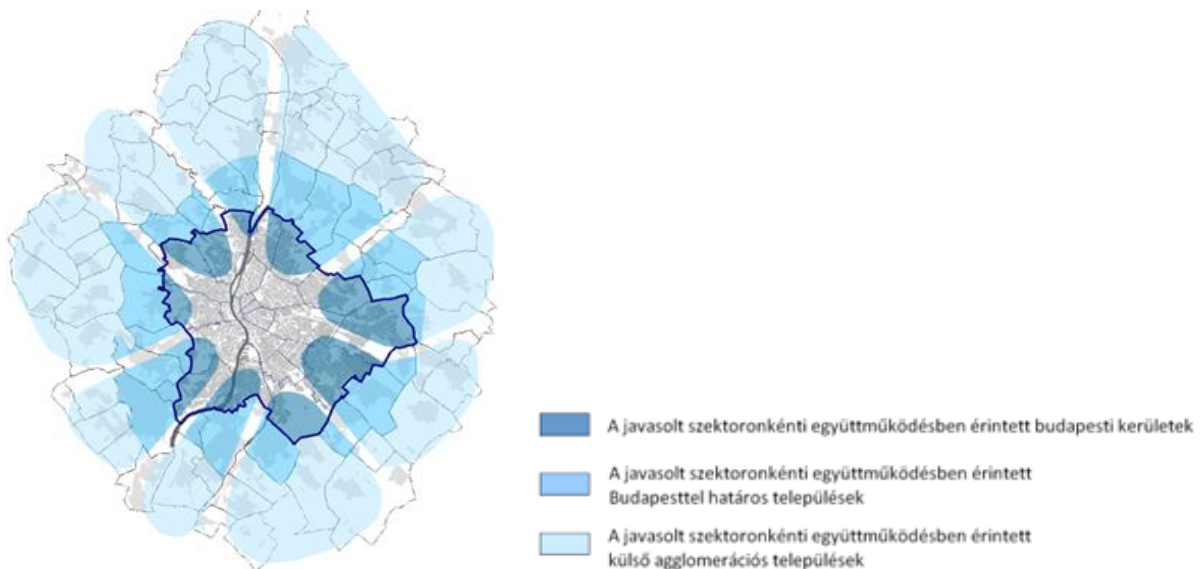 A javasolt szektoronkénti együttműködésben érintett budapesti kerületek
A javasolt szektoronkénti együttműködésben érintett
Budapesttel határos települések
A javasolt szektoronkénti együttműködésben érintett
külső agglomerációs települések